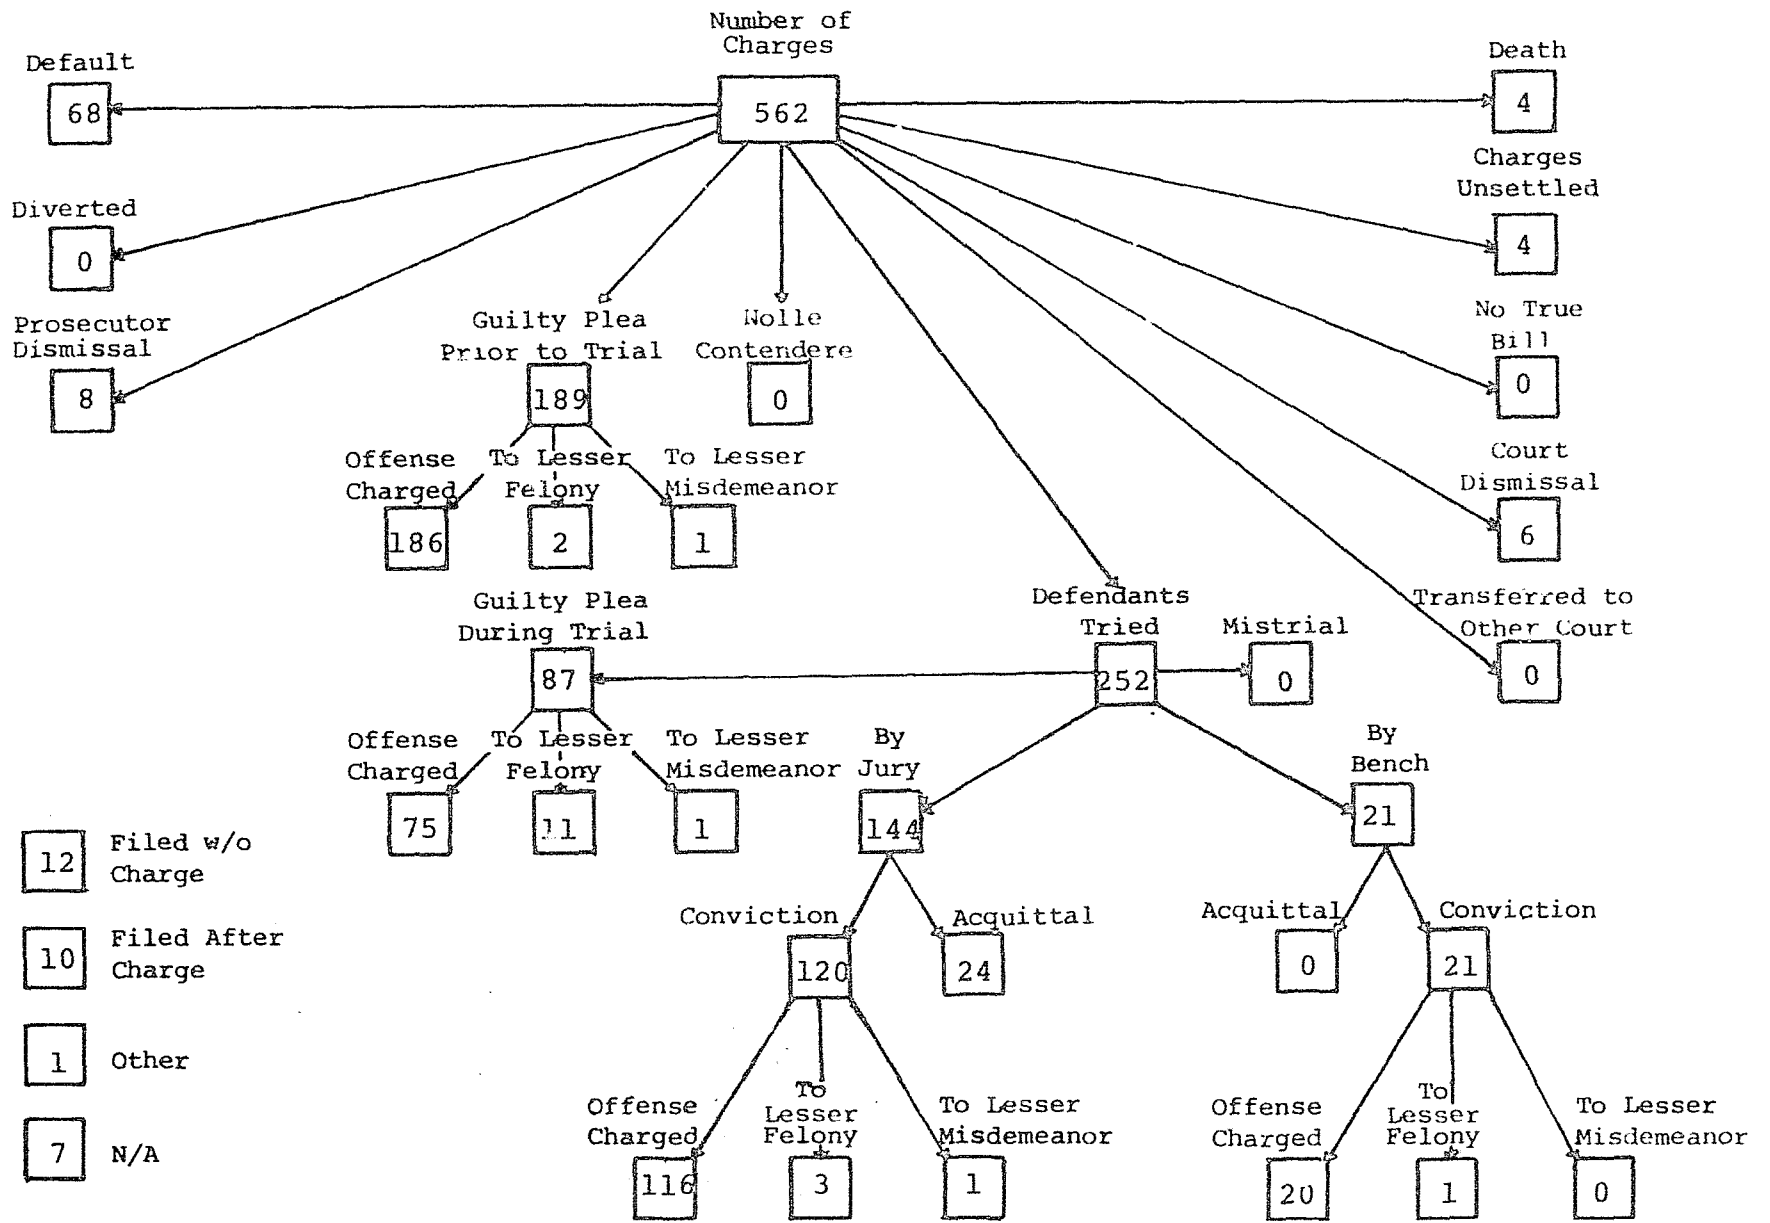 Number of
Charges
562
Default
68
Death
4
Charges
Unsettled
4
Diverted
0
Prosecutor
Dismissal
8
Guilty Plea
Prior to Trial
189
Nolle
Contendere
0
No True
Bill
0
Offense
Charged
186
To Lesser
Felony
2
To Lesser
Misdemeanor
1
Court
Dismissal
6
Transferred to
Other Court
0
Guilty Plea
During Trial
87
Defendants
Tried
252
Mistrial
0
Offense
Charged
75
To Lesser
Felony
11
To Lesser
Misdemeanor
1
By
Jury
144
By
Bench
21
Conviction
120
Acquittal
24
Acquittal
0
Conviction
21
Offense
Charged
116
To
Lesser
Felony
3
To Lesser
Misdemeanor
1
Offense
Charged
20
To
Lesser
Felony
1
To Lesser
Misdemeanor
0
12 Filed w/o
Charge
10 Filed After
Charge
1 Other
7 N/A